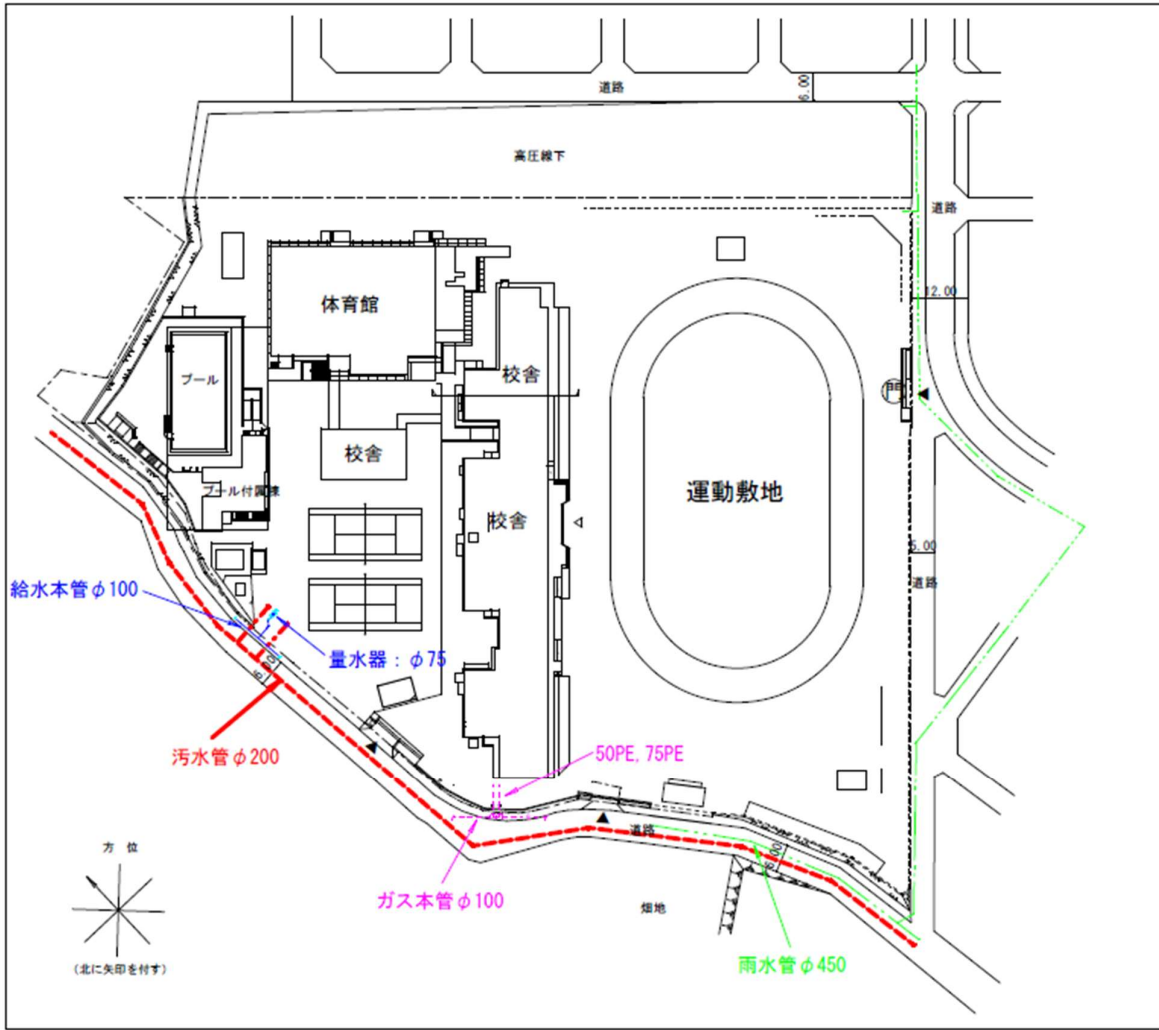 道路
6.00
高圧線下
道路
12.00
体育館
プール
校舎
門
校舎
プール付属棟
校舎
運動敷地
5.00
道路
給水本管φ100
量水器：φ75
6.00
汚水管φ200
50PE, 75PE
道路
6.00
ガス本管φ100
畑地
雨水管φ450
方 位
(北に矢印を付す)